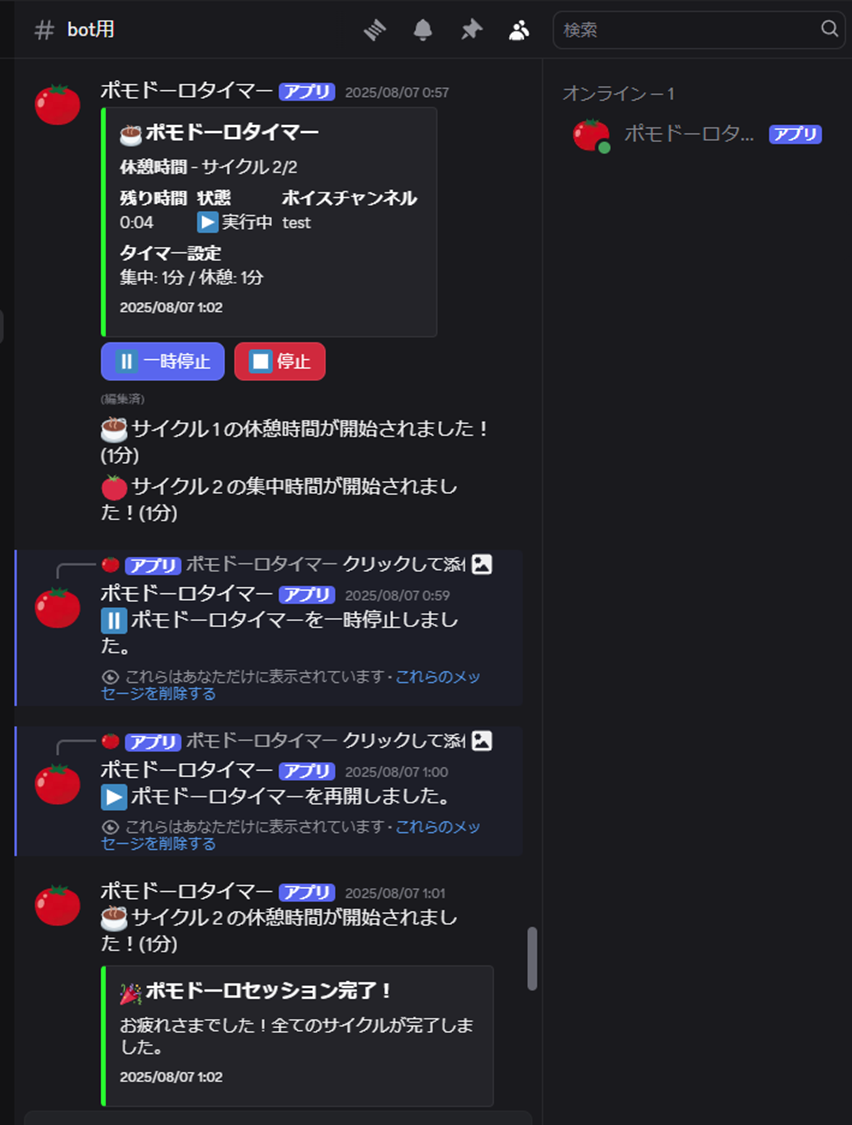 # bot用
検索
ポモドーロタイマー アプリ 2025/08/07 0:57
ポモドーロタイマー
休憩時間 - サイクル 2/2
残り時間 状態 ボイスチャンネル
0:04 実行中 test
タイマー設定
集中: 1分 / 休憩: 1分
2025/08/07 1:02
一時停止 停止
(編集済)
サイクル 1 の休憩時間が開始されました！
(1分)
サイクル 2 の集中時間が開始されまし
た！(1分)
アプリ ポモドーロタイマー クリックして添付
ポモドーロタイマー アプリ 2025/08/07 0:59
ポモドーロタイマーを一時停止しまし
た。
これらはあなただけに表示されています・これらのメッ
セージを削除する
アプリ ポモドーロタイマー クリックして添付
ポモドーロタイマー アプリ 2025/08/07 1:00
ポモドーロタイマーを再開しました。
これらはあなただけに表示されています・これらのメッ
セージを削除する
ポモドーロタイマー アプリ 2025/08/07 1:01
サイクル 2 の休憩時間が開始されまし
た！(1分)
ポモドーロセッション完了！
お疲れさまでした！全てのサイクルが完了しま
した。
2025/08/07 1:02
オンライン－1
ポモドーロタ... アプリ